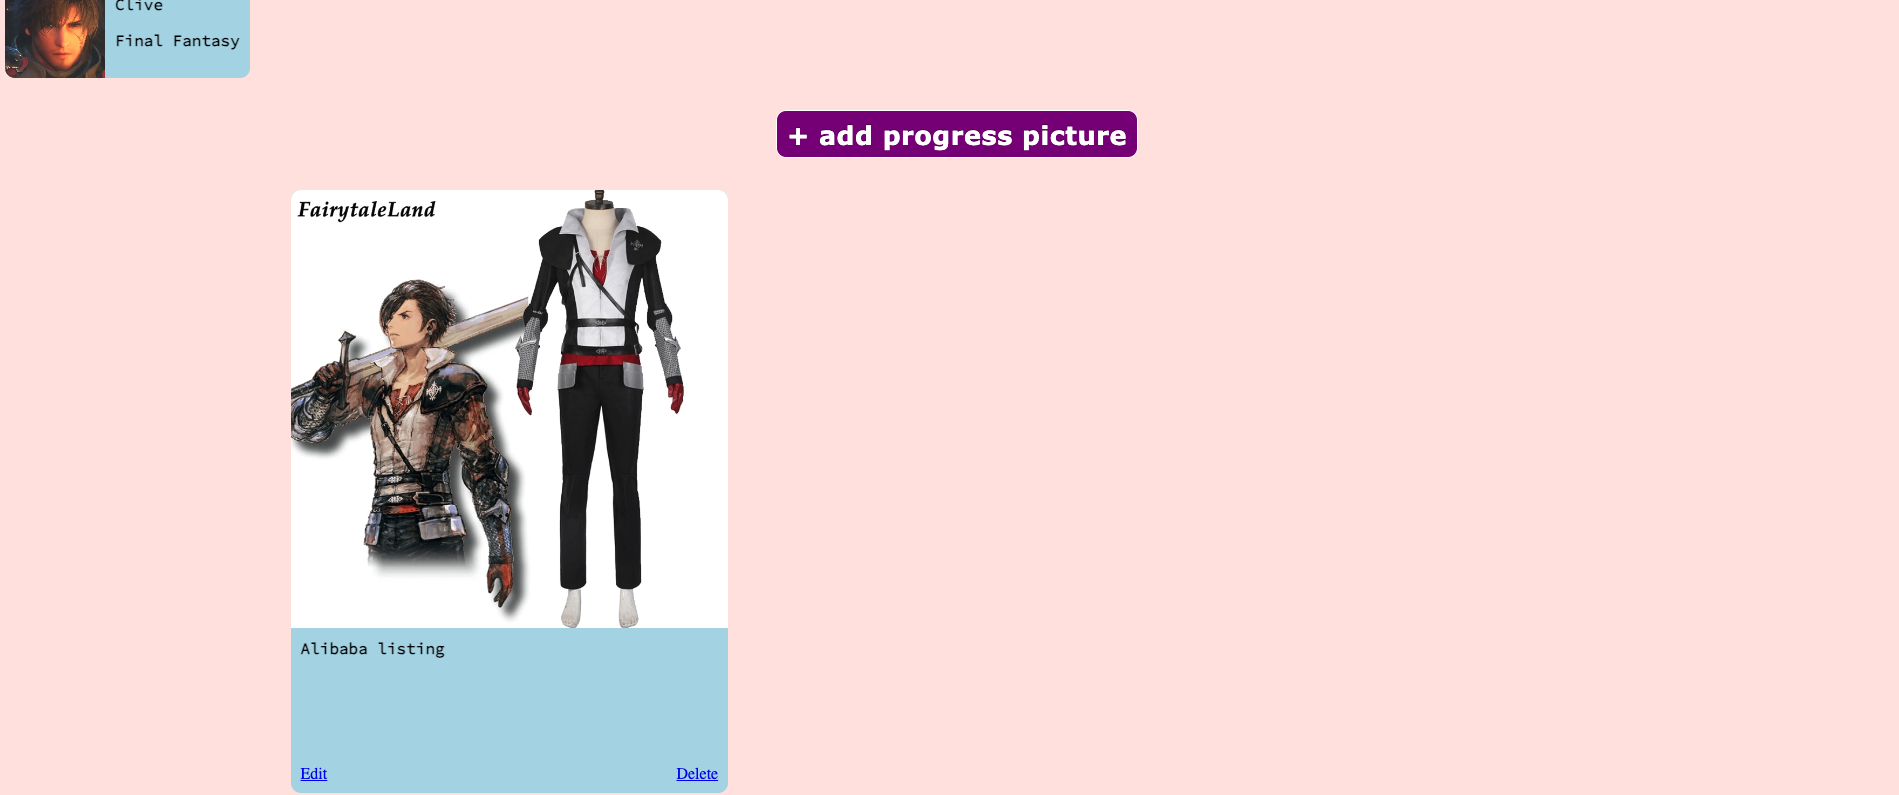 Clive
Final Fantasy
+ add progress picture
FairytaleLand
Alibaba listing
Edit
Delete